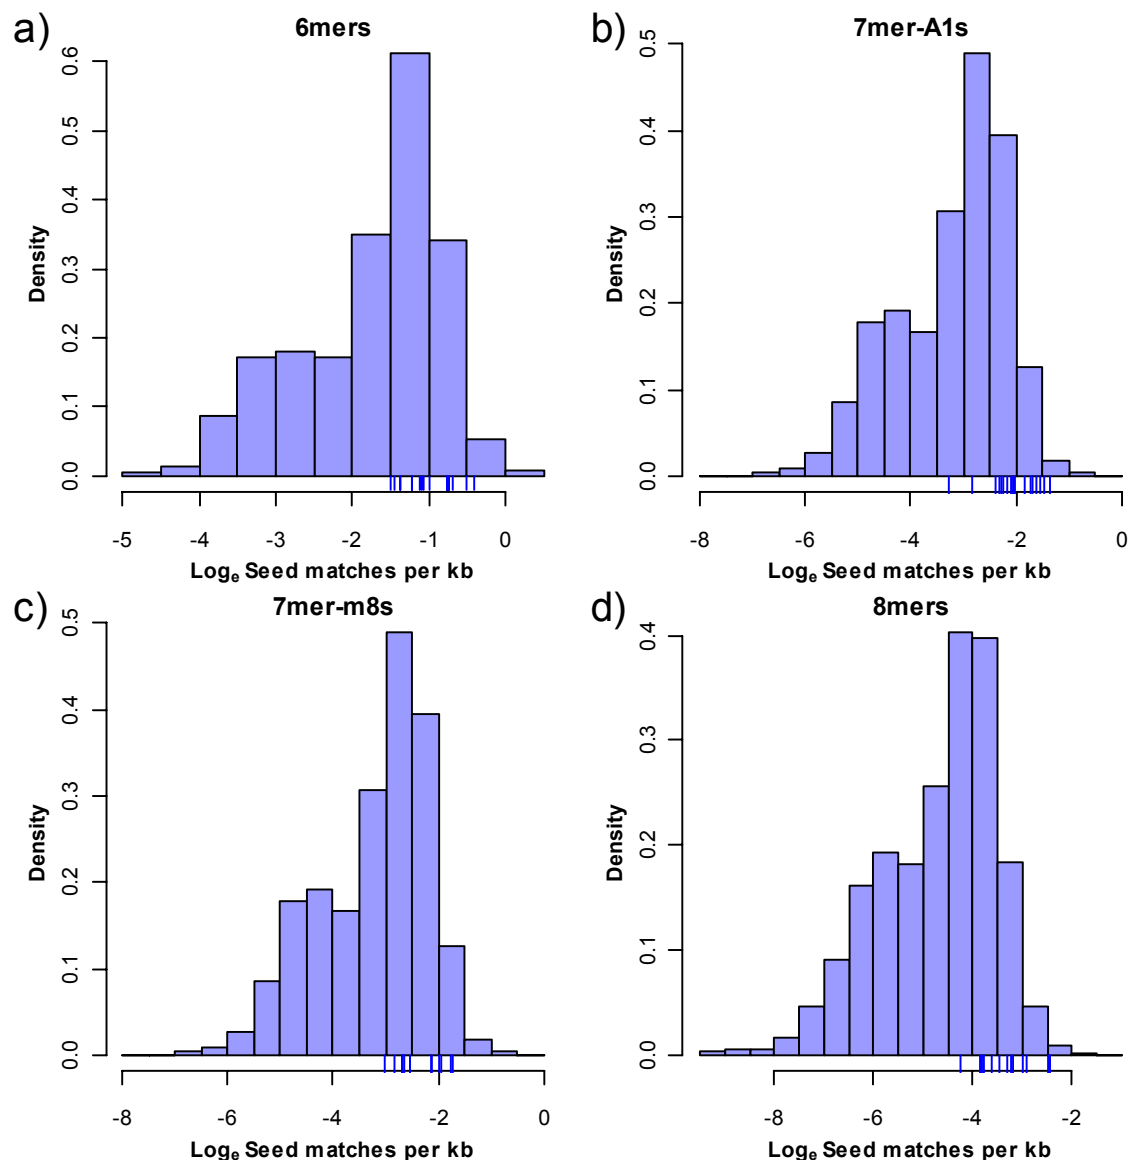 a)
6mers
Density
0.0 0.1 0.2 0.3 0.4 0.5 0.6
-5 -4 -3 -2 -1 0
Logₑ Seed matches per kb
b)
7mer-A1s
Density
0.0 0.1 0.2 0.3 0.4 0.5
-8 -6 -4 -2 0
Logₑ Seed matches per kb
c)
7mer-m8s
Density
0.0 0.1 0.2 0.3 0.4 0.5
-8 -6 -4 -2 0
Logₑ Seed matches per kb
d)
8mers
Density
0.0 0.1 0.2 0.3 0.4
-8 -6 -4 -2
Logₑ Seed matches per kb